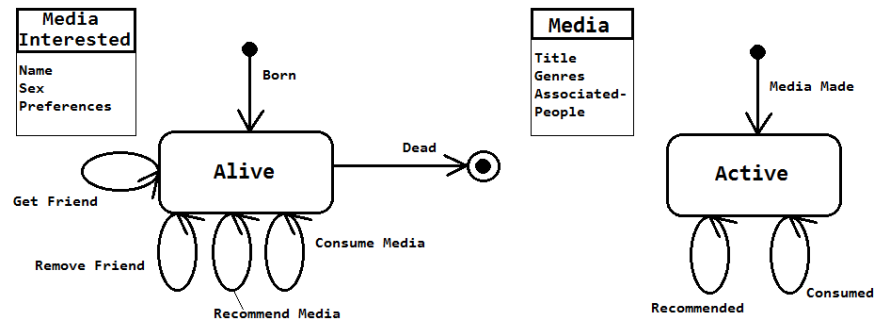 Media
Interested
Name
Sex
Preferences
Born
Alive
Dead
Get Friend
Remove Friend
Recommend Media
Consume Media
Media
Title
Genres
Associated-
People
Media Made
Active
Recommended
Consumed